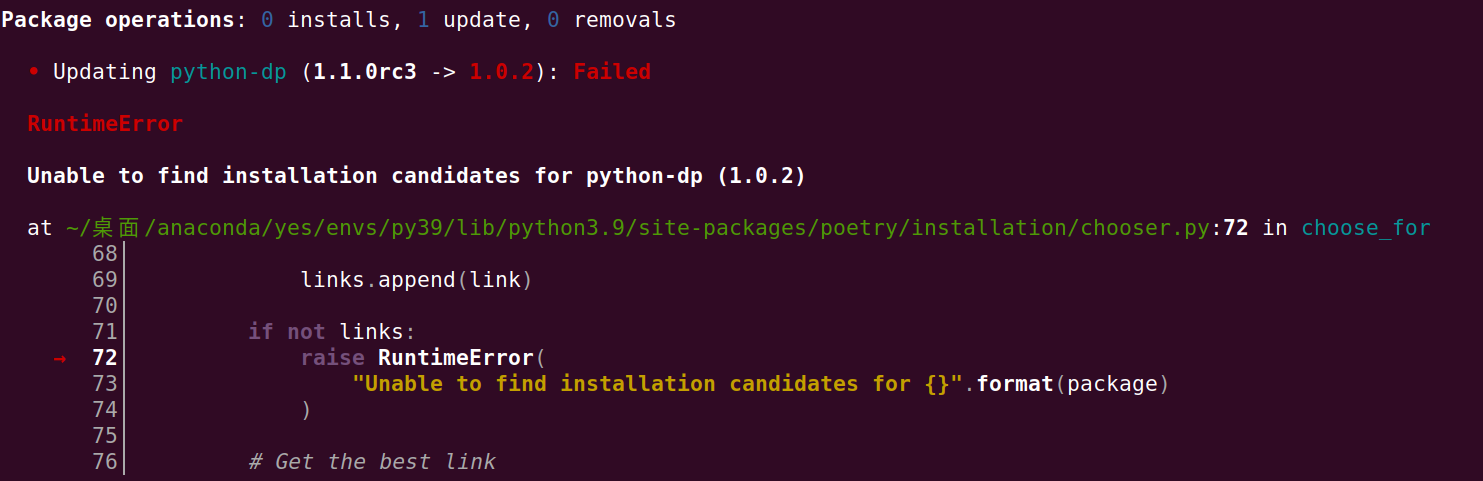 Package operations: 0 installs, 1 update, 0 removals
• Updating python-dp (1.1.0rc3 -> 1.0.2): Failed
RuntimeError
Unable to find installation candidates for python-dp (1.0.2)
at ~/桌面/anaconda/yes/envs/py39/lib/python3.9/site-packages/poetry/installation/chooser.py:72 in choose_for
68
69 links.append(link)
70
71 if not links:
→ 72 raise RuntimeError(
73 "Unable to find installation candidates for {}".format(package)
74 )
75
76 # Get the best link